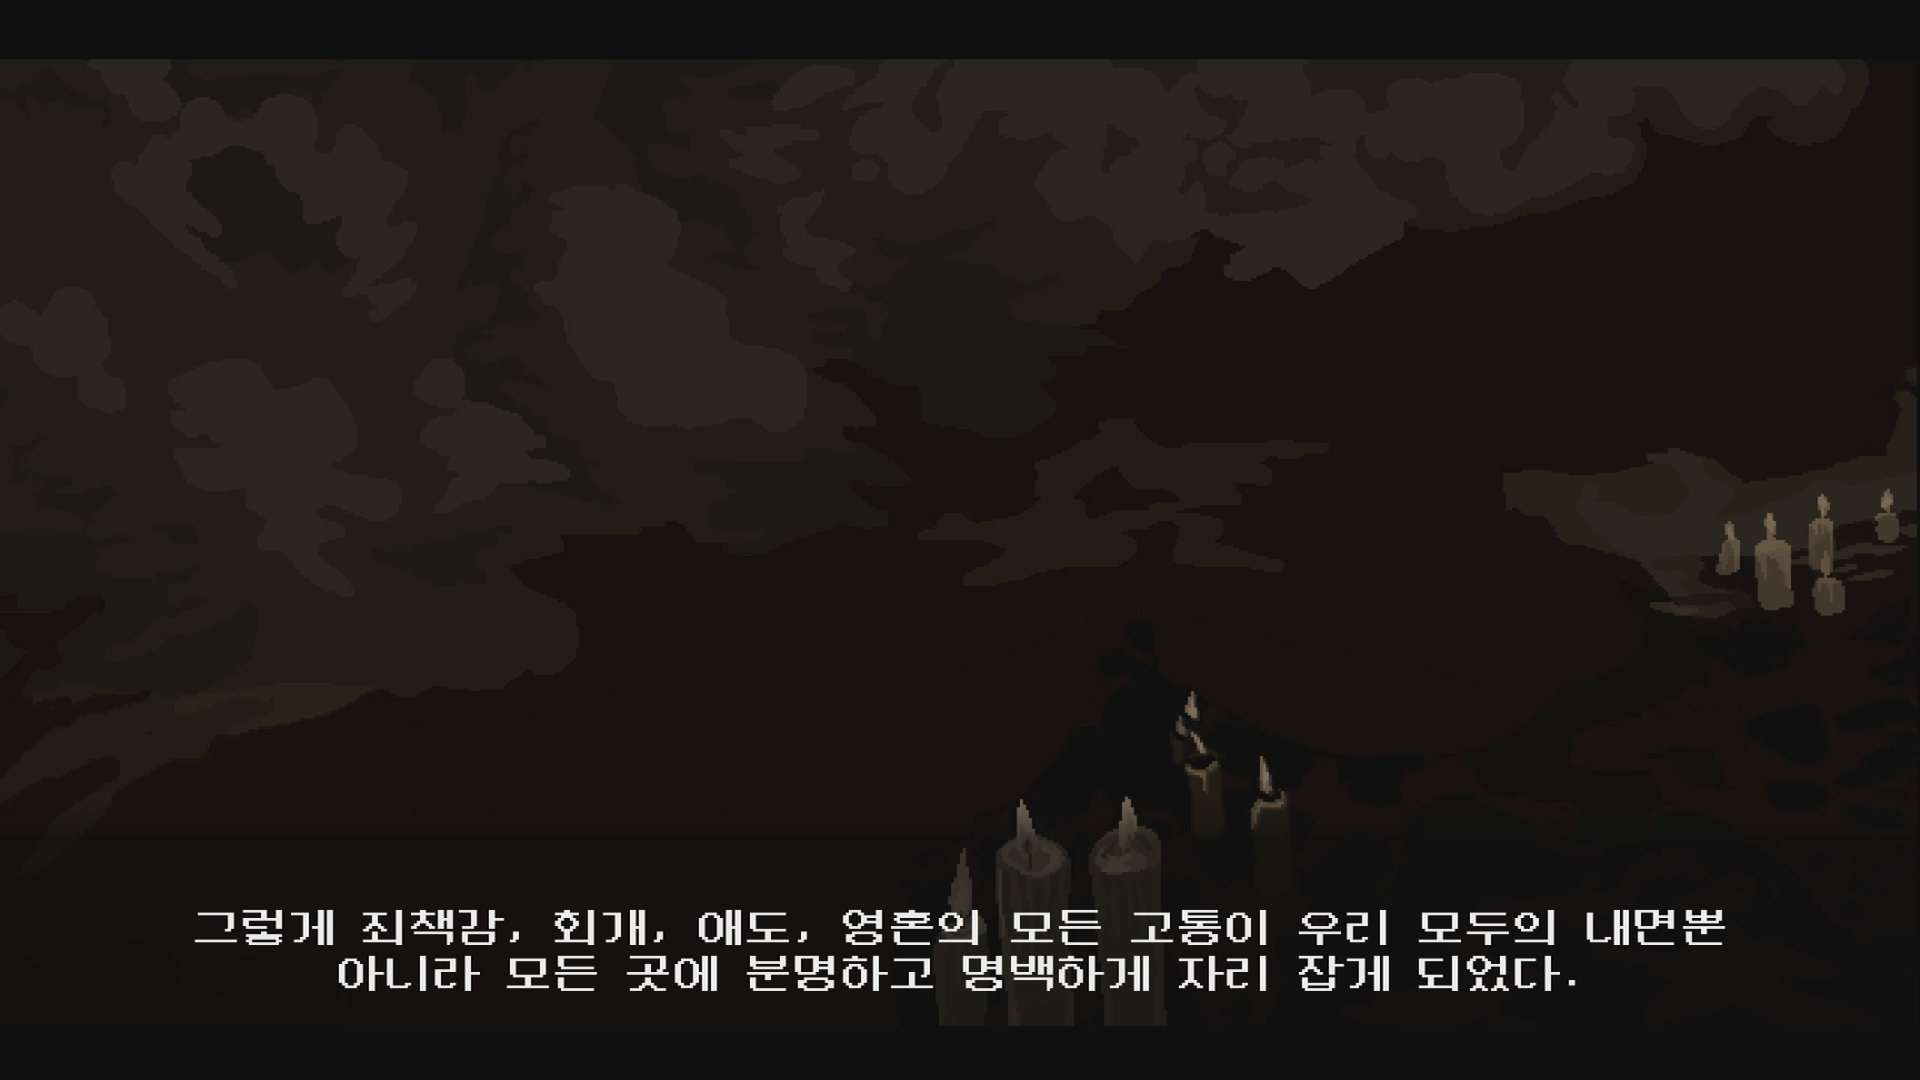 그렇게 죄책감, 회개, 애도, 영혼의 모든 고통이 우리 모두의 내면뿐
아니라 모든 곳에 분명하고 명백하게 자리 잡게 되었다.